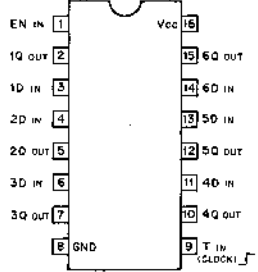 EN IN 1 Vcc 16
1Q OUT 2 15 6Q OUT
1D IN 3 14 6D IN
2D IN 4 13 5D IN
2Q OUT 5 12 5Q OUT
3D IN 6 11 4D IN
3Q OUT 7 10 4Q OUT
8 GND 9 T IN
(CLOCK)